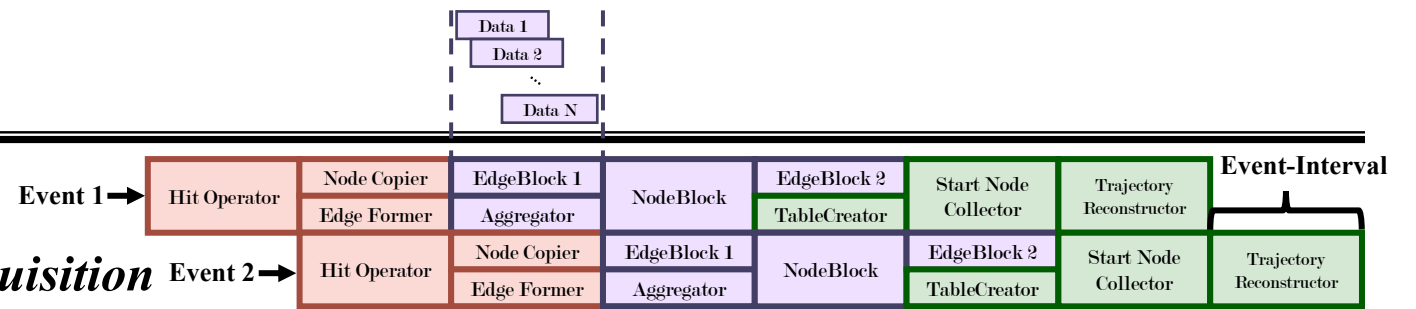 Data 1
Data 2
...
Data N
Event 1
Hit Operator
Node Copier
Edge Former
EdgeBlock 1
Aggregator
NodeBlock
EdgeBlock 2
TableCreator
Start Node
Collector
Trajectory
Reconstructor
Event-Interval
uisition
Event 2
Hit Operator
Node Copier
Edge Former
EdgeBlock 1
Aggregator
NodeBlock
EdgeBlock 2
TableCreator
Start Node
Collector
Trajectory
Reconstructor